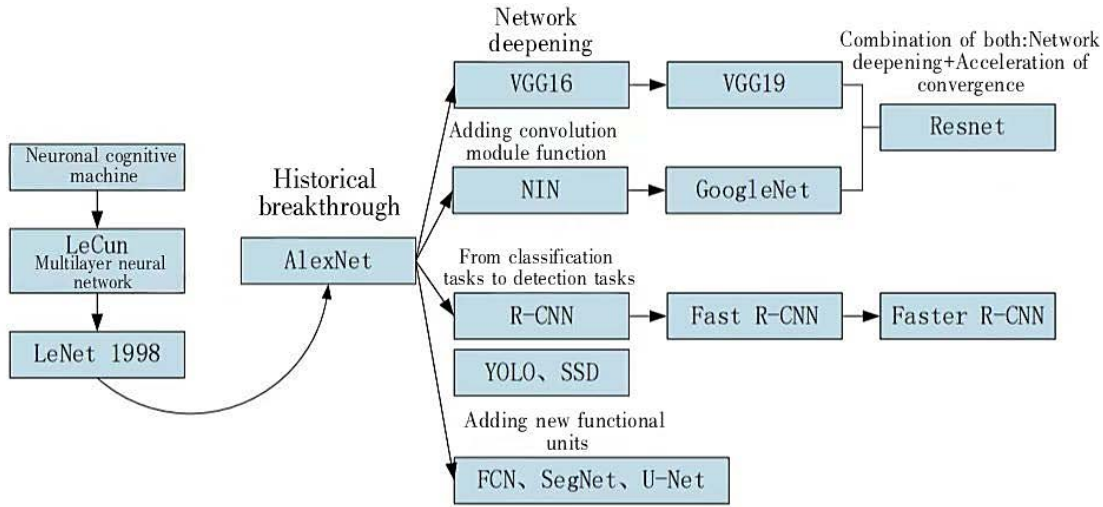 Neuronal cognitive
machine
LeCun
Multilayer neural
network
LeNet 1998
Historical
breakthrough
AlexNet
Network
deepening
VGG16
VGG19
Combination of both:Network
deepening+Acceleration of
convergence
Resnet
Adding convolution
module function
NIN
GoogleNet
From classification
tasks to detection tasks
R-CNN
Fast R-CNN
Faster R-CNN
YOLO、SSD
Adding new functional
units
FCN、SegNet、U-Net